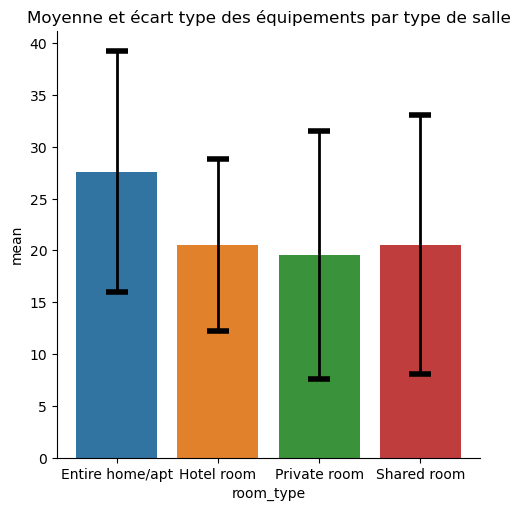 Moyenne et écart type des équipements par type de salle
40
35
30
25
20
15
10
5
0
mean
Entire home/apt Hotel room Private room Shared room
room_type